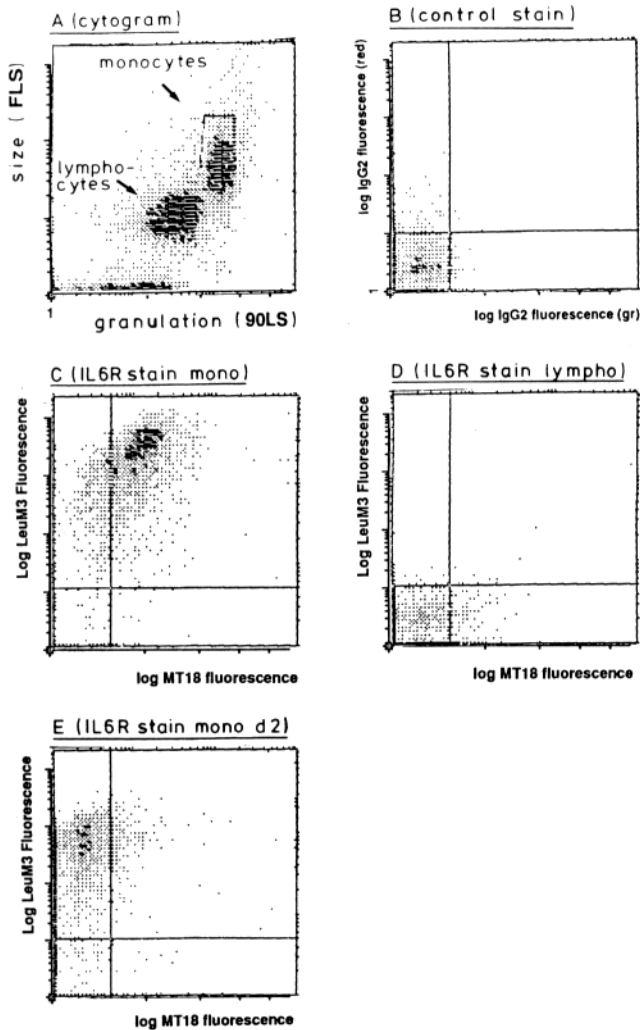 A (cytogram)
monocytes
lympho-
cytes
size ( FLS)
1
granulation (90LS)
B (control stain)
log IgG2 fluorescence (red)
1
log IgG2 fluorescence (gr)
C (IL6R stain mono)
Log LeuM3 Fluorescence
log MT18 fluorescence
D (IL6R stain lympho)
Log LeuM3 Fluorescence
log MT18 fluorescence
E (IL6R stain mono d2)
Log LeuM3 Fluorescence
log MT18 fluorescence